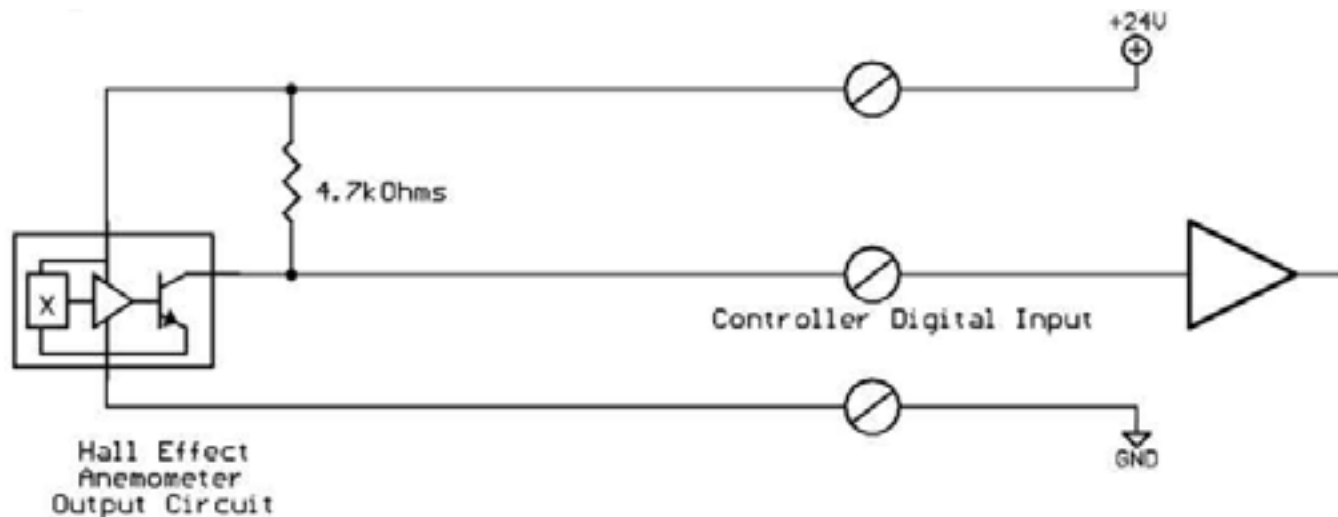 +24V
4.7kOhms
X
Controller Digital Input
Hall Effect
Anemometer
Output Circuit
GND